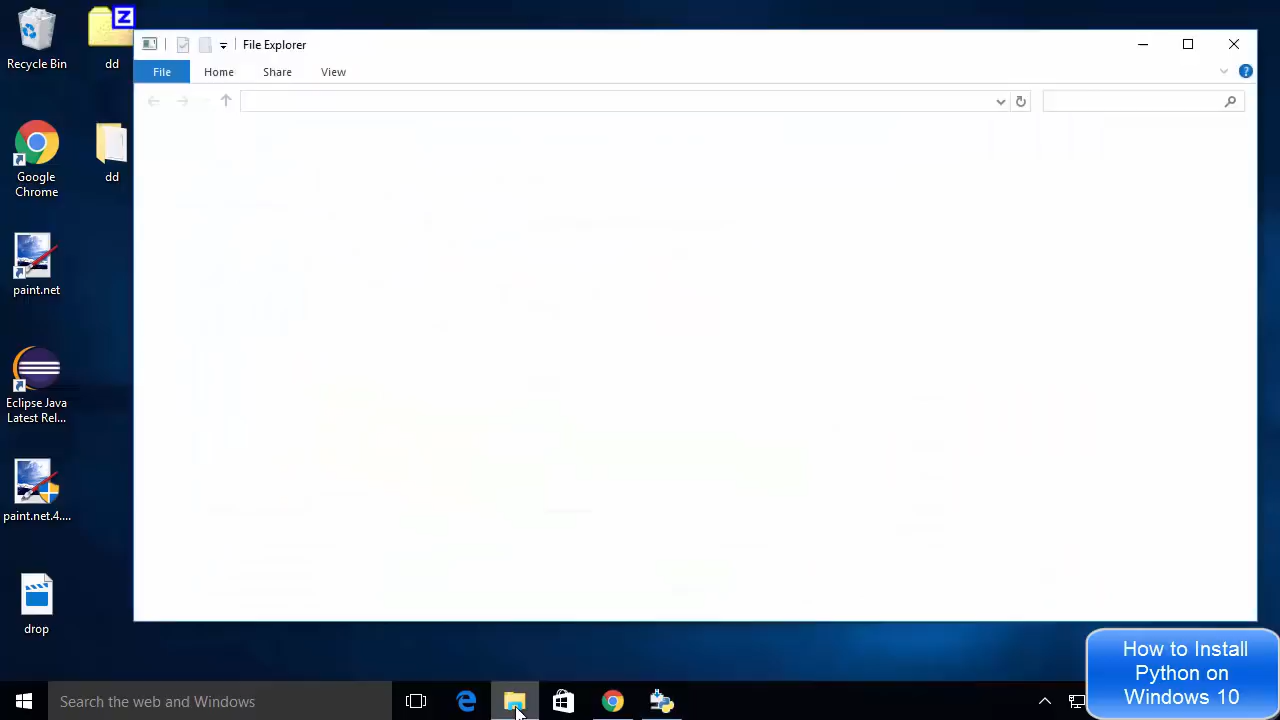 Recycle Bin
dd
Z
File Explorer
File
Home
Share
View
?
Google
Chrome
dd
paint.net
Eclipse Java
Latest Rel...
paint.net.4....
drop
Search the web and Windows
How to Install
Python on
Windows 10